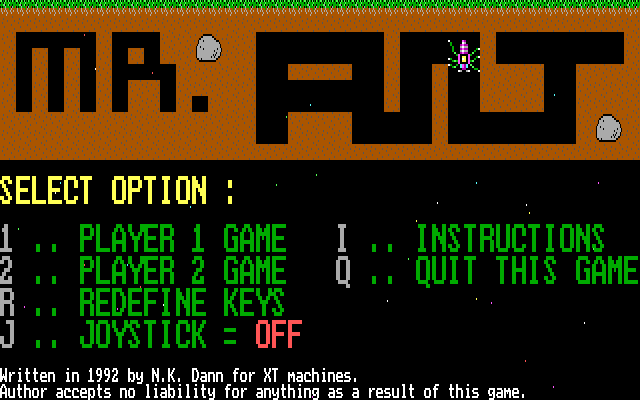 MR. ANT.
SELECT OPTION :
1 .. PLAYER 1 GAME
2 .. PLAYER 2 GAME
R .. REDEFINE KEYS
J .. JOYSTICK = OFF
I .. INSTRUCTIONS
Q .. QUIT THIS GAME
Written in 1992 by N.K. Dann for XT machines.
Author accepts no liability for anything as a result of this game.